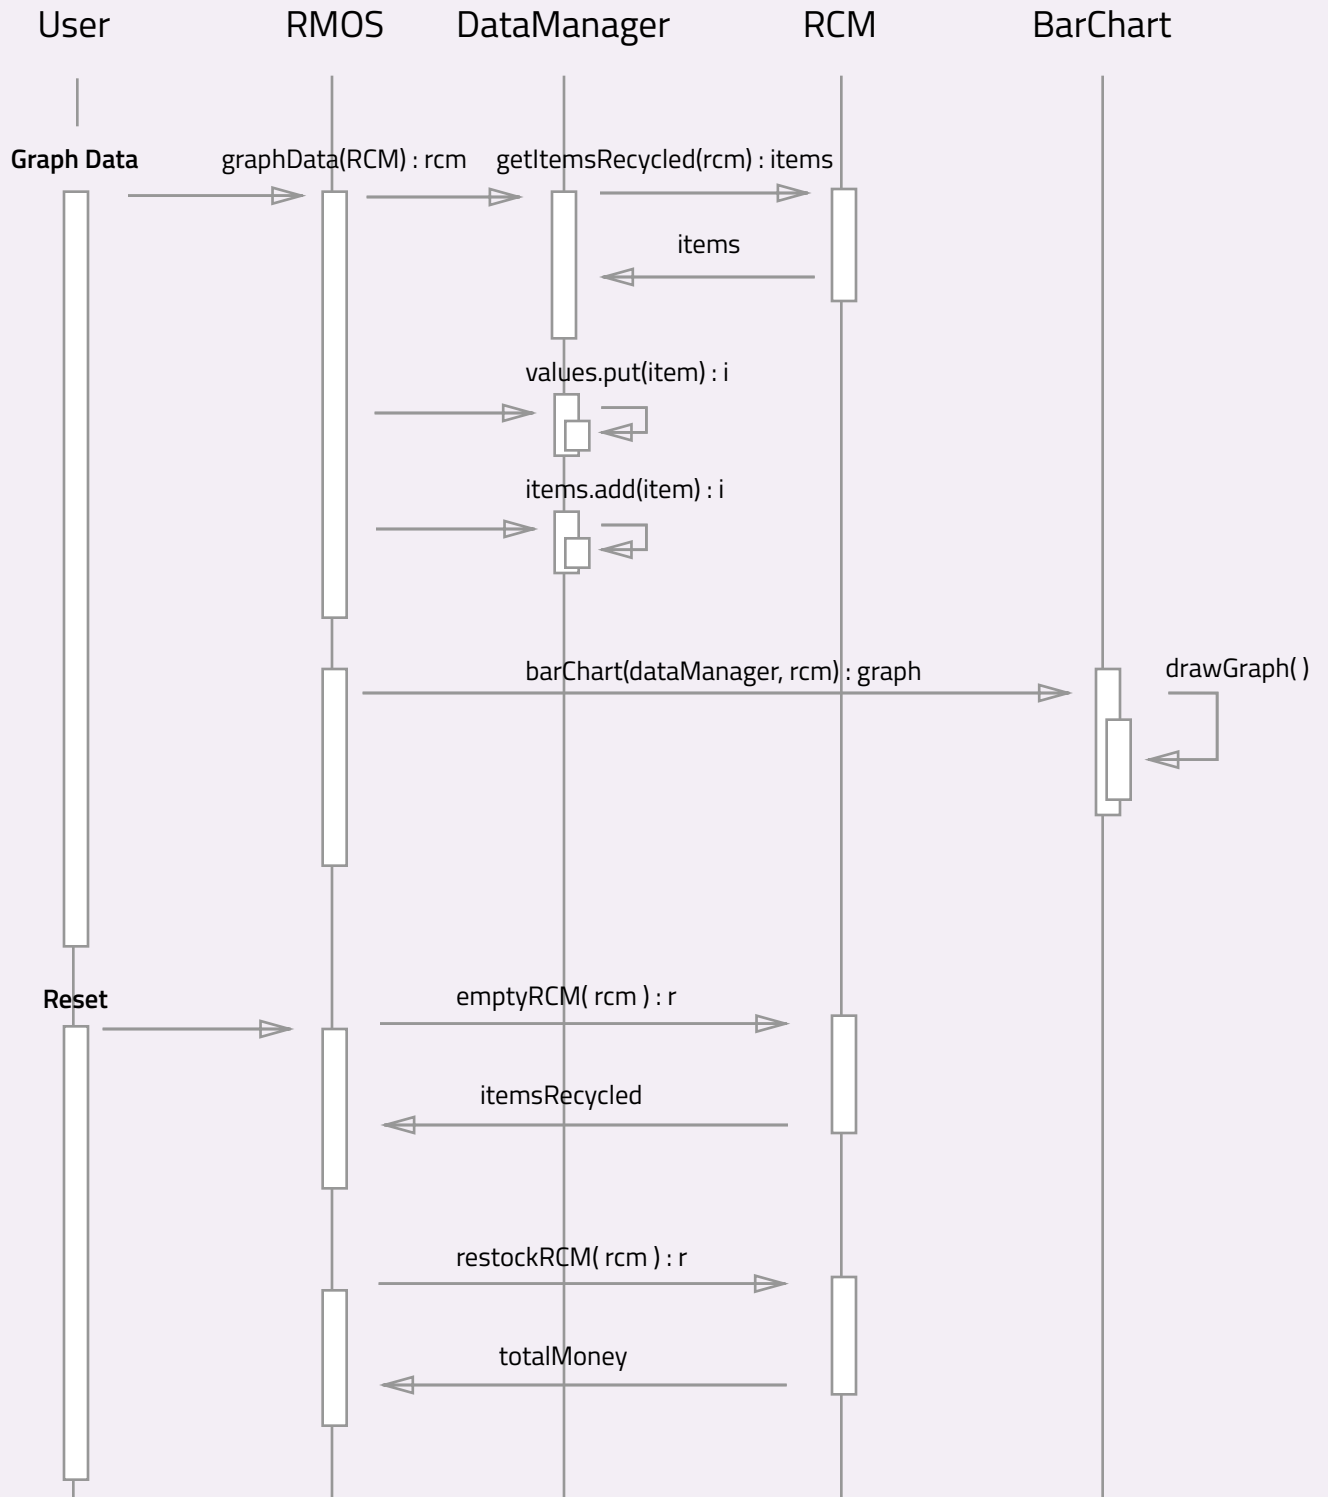 User RMOS DataManager RCM BarChart
Graph Data graphData(RCM) : rcm getItemsRecycled(rcm) : items
items
values.put(item) : i
items.add(item) : i
barChart(dataManager, rcm) : graph drawGraph( )
Reset emptyRCM( rcm ) : r
itemsRecycled
restockRCM( rcm ) : r
totalMoney